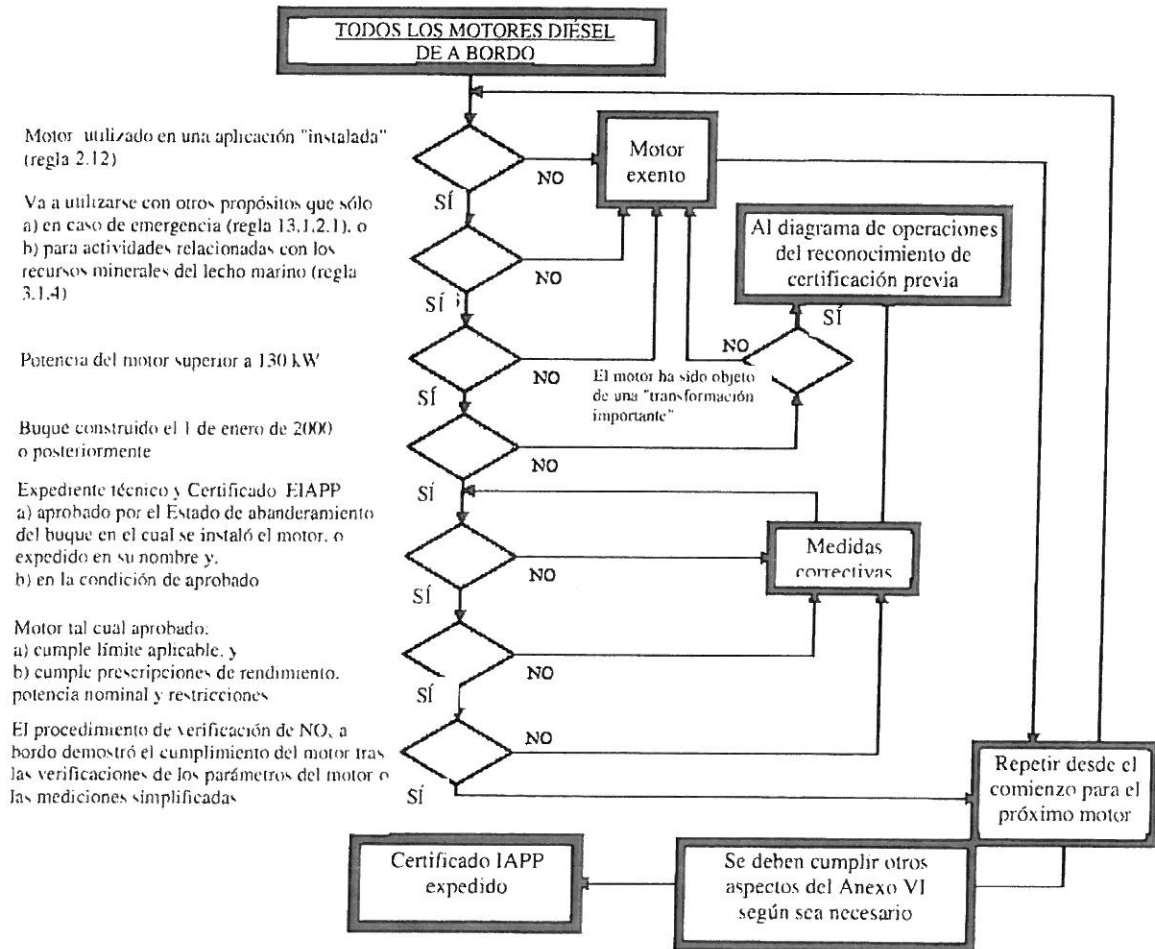 TODOS LOS MOTORES DIÉSEL
DE A BORDO
Motor utilizado en una aplicación "instalada"
(regla 2.12)
NO
Motor
exento
SÍ
Va a utilizarse con otros propósitos que sólo
a) en caso de emergencia (regla 13.1.2.1), o
b) para actividades relacionadas con los
recursos minerales del lecho marino (regla
3.1.4)
NO
SÍ
Al diagrama de operaciones
del reconocimiento de
certificación previa
SÍ
NO
El motor ha sido objeto
de una "transformación
importante"
Potencia del motor superior a 130 kW
NO
SÍ
Buque construido el 1 de enero de 2000
o posteriormente
NO
SÍ
Expediente técnico y Certificado EIAPP
a) aprobado por el Estado de abanderamiento
del buque en el cual se instaló el motor, o
expedido en su nombre y,
b) en la condición de aprobado
NO
SÍ
Medidas
correctivas
Motor tal cual aprobado:
a) cumple límite aplicable, y
b) cumple prescripciones de rendimiento,
potencia nominal y restricciones
NO
SÍ
El procedimiento de verificación de NOx a
bordo demostró el cumplimiento del motor tras
las verificaciones de los parámetros del motor o
las mediciones simplificadas
NO
SÍ
Repetir desde el
comienzo para el
próximo motor
Se deben cumplir otros
aspectos del Anexo VI
según sea necesario
Certificado IAPP
expedido